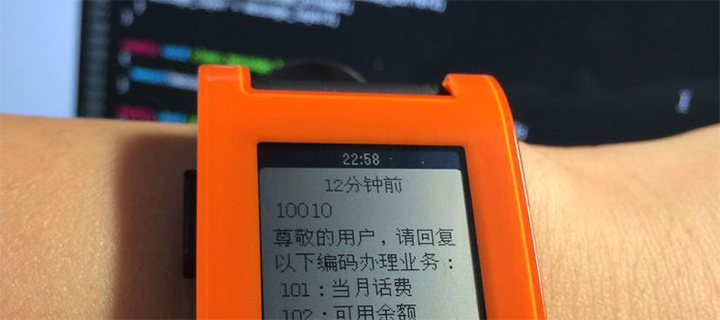 22:58
12分钟前
10010
尊敬的用户，请回复
以下编码办理业务：
101：当月话费
102：可用余额